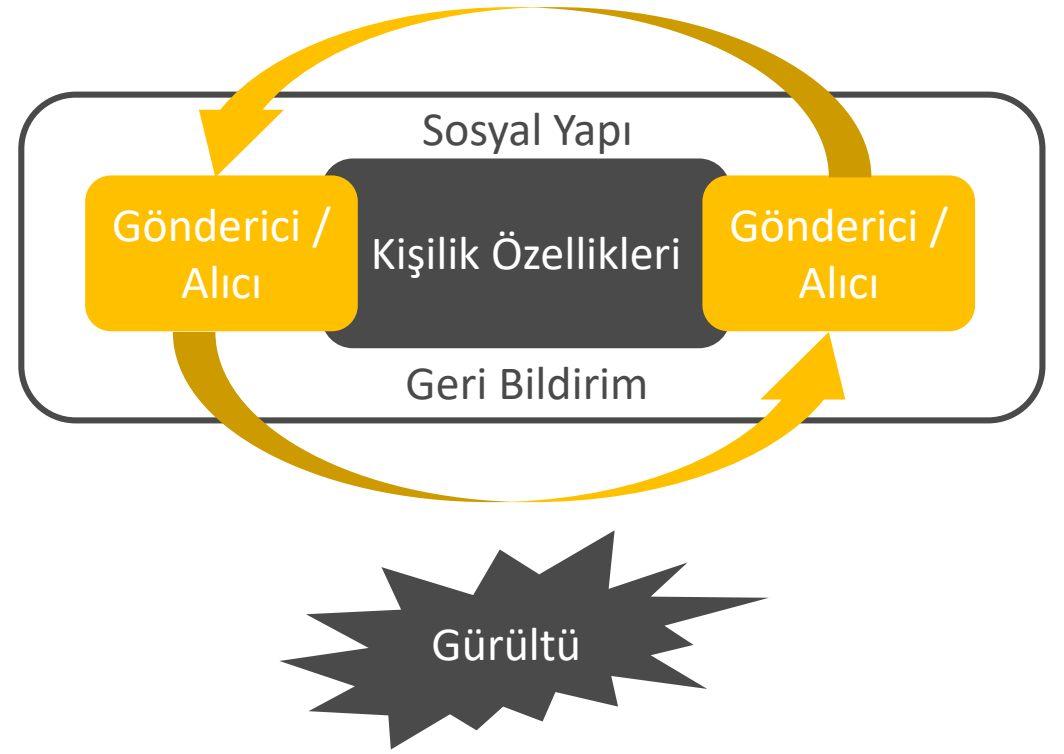 Sosyal Yapı
Gönderici /
Alıcı
Kişilik Özellikleri
Gönderici /
Alıcı
Geri Bildirim
Gürültü